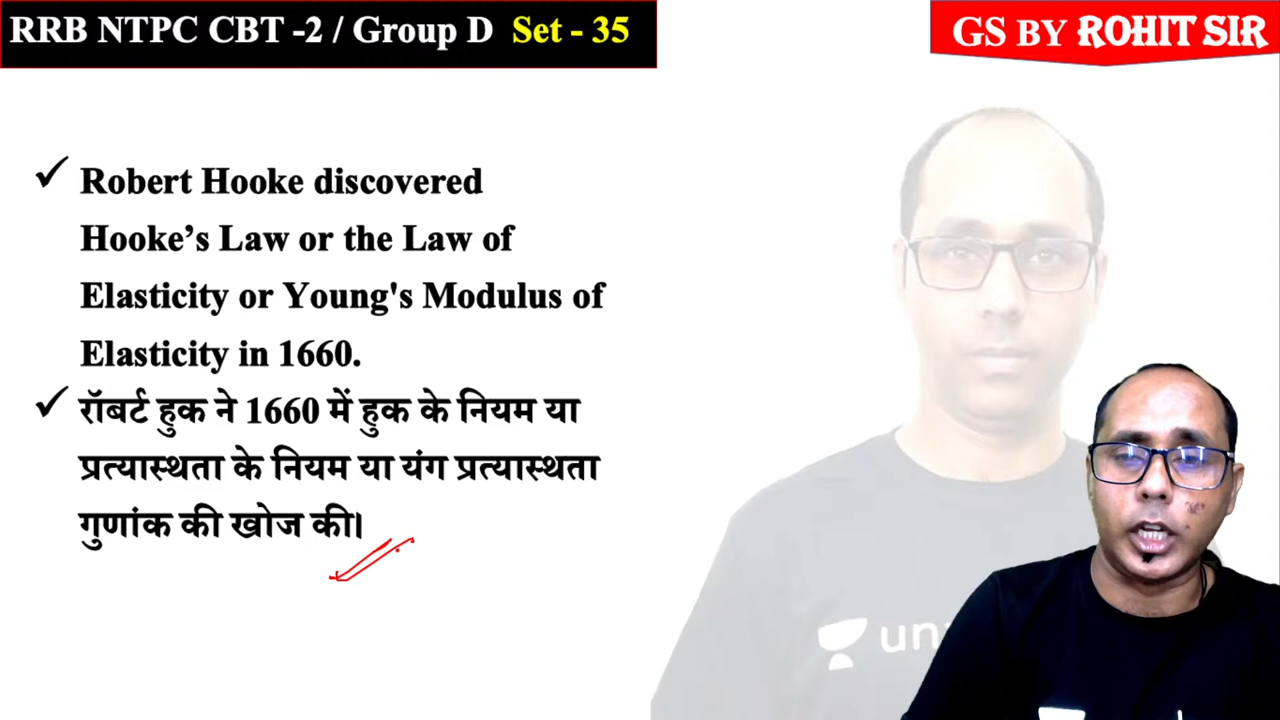 RRB NTPC CBT -2 / Group D Set - 35
GS BY ROHIT SIR
Robert Hooke discovered
Hooke’s Law or the Law of
Elasticity or Young's Modulus of
Elasticity in 1660.
रॉबर्ट हुक ने 1660 में हुक के नियम या
प्रत्यास्थता के नियम या यंग प्रत्यास्थता
गुणांक की खोज की।